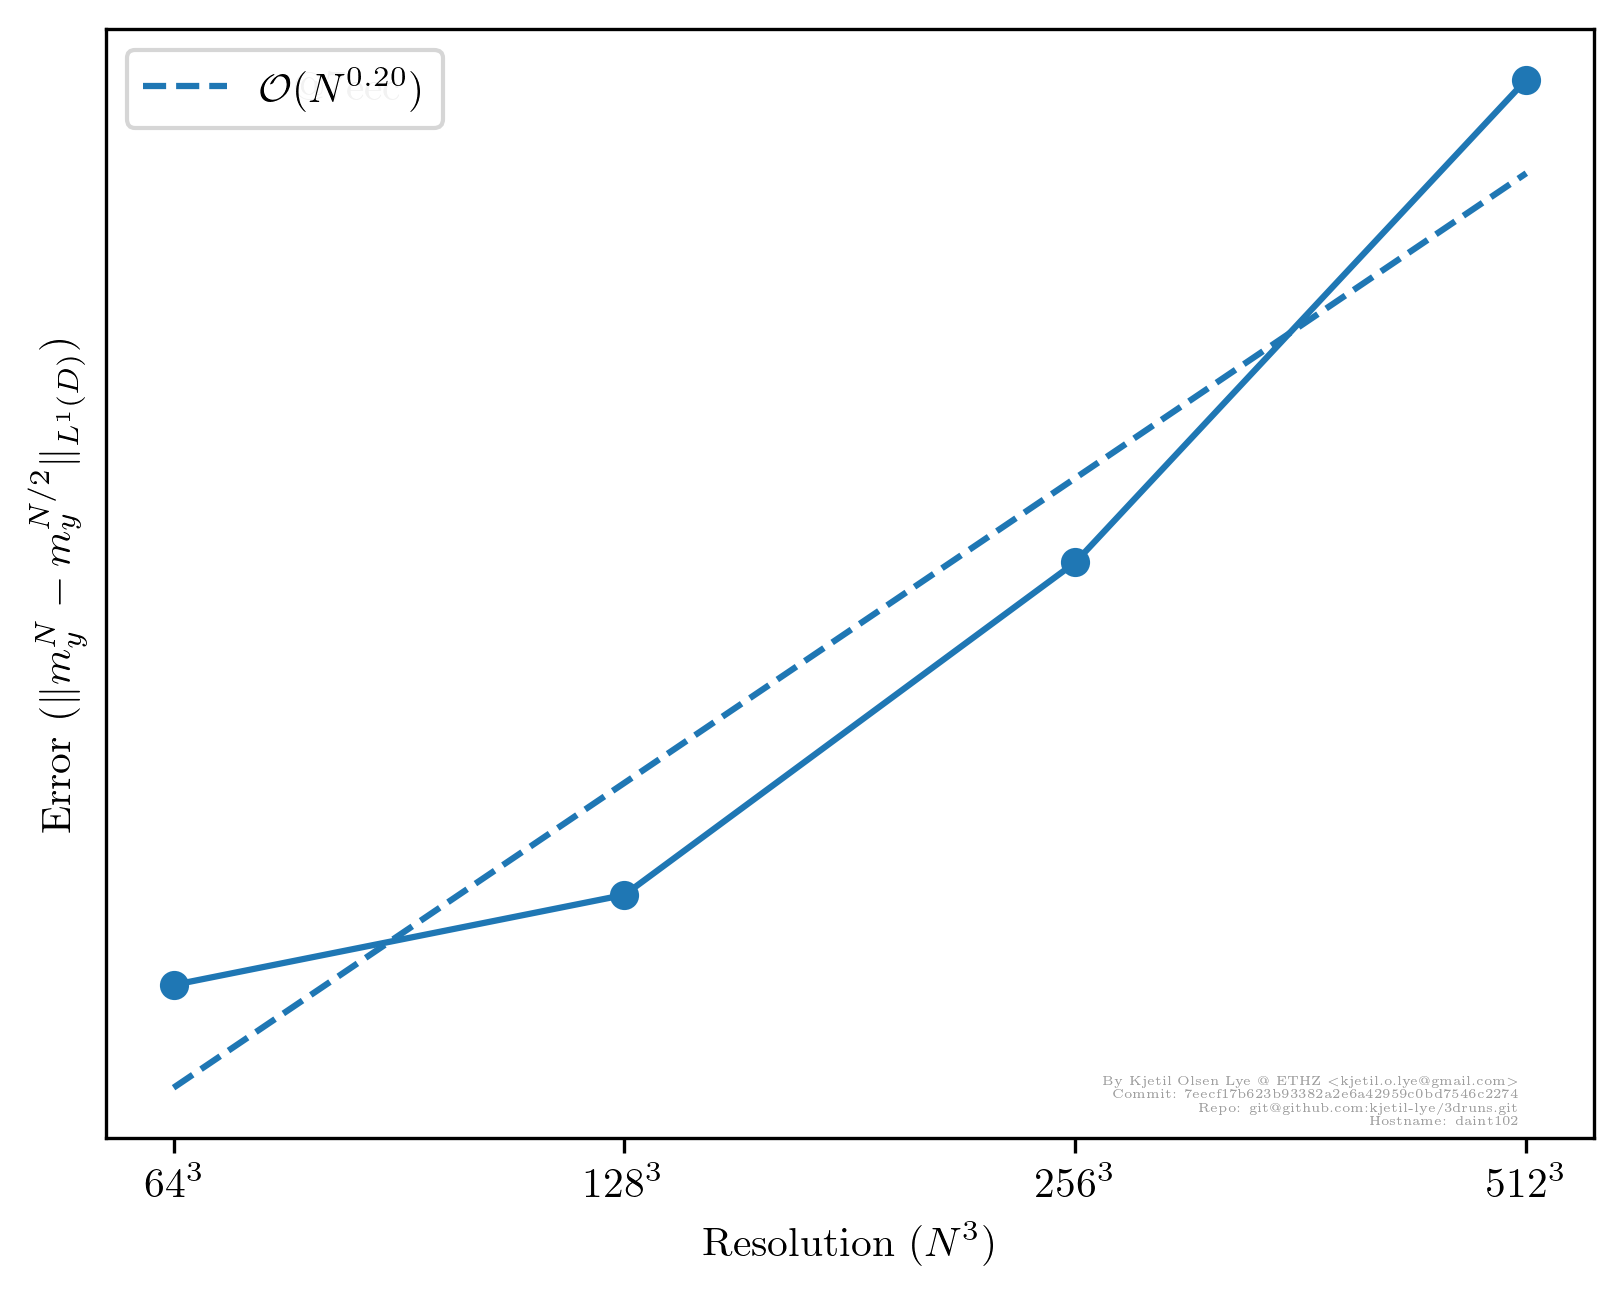 𝒪(N^0.20)
Error (‖m_y^N − m_y^{N/2}‖_{L^1(D)})
64^3
128^3
256^3
512^3
Resolution (N^3)
By Kjetil Olsen Lye @ ETHZ <kjetil.o.lye@gmail.com>
Commit: 7eecf17b623b93382a2e6a42959c0bd7546c2274
Repo: git@github.com:kjetil-lye/3druns.git
Hostname: daint102